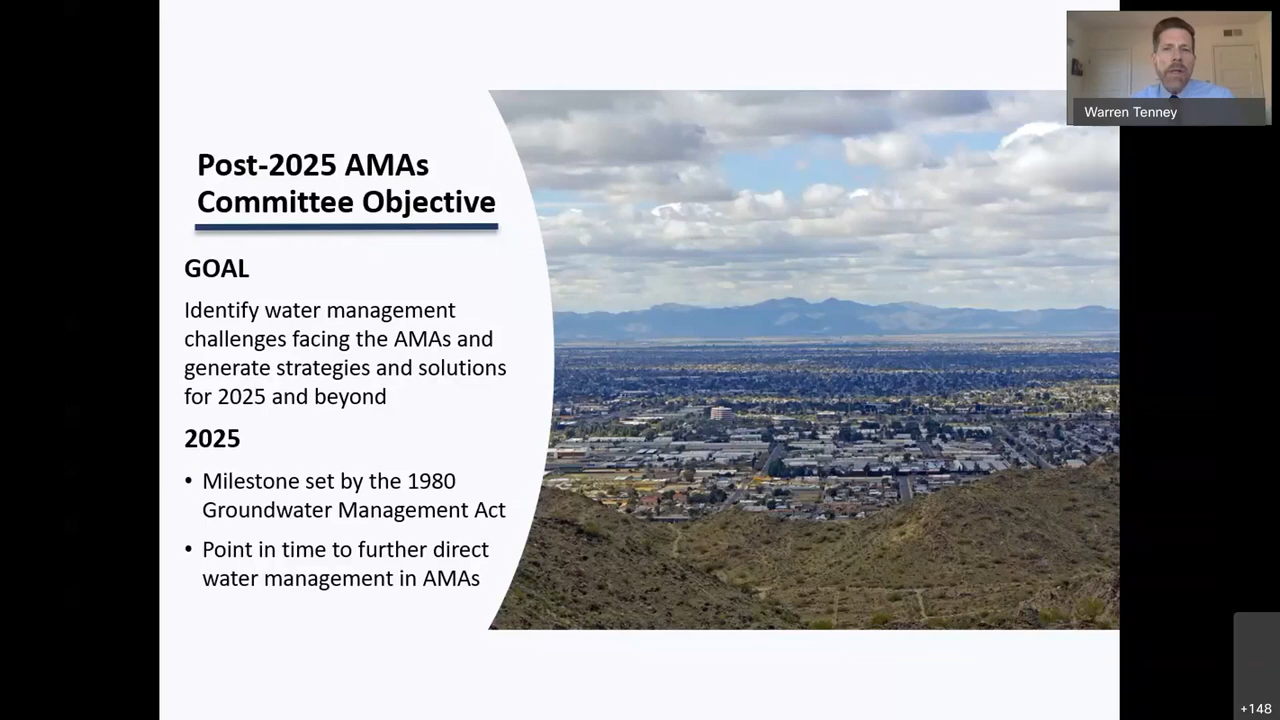 Warren Tenney
Post-2025 AMAs
Committee Objective
GOAL
Identify water management
challenges facing the AMAs and
generate strategies and solutions
for 2025 and beyond
2025
• Milestone set by the 1980
Groundwater Management Act
• Point in time to further direct
water management in AMAs
+148